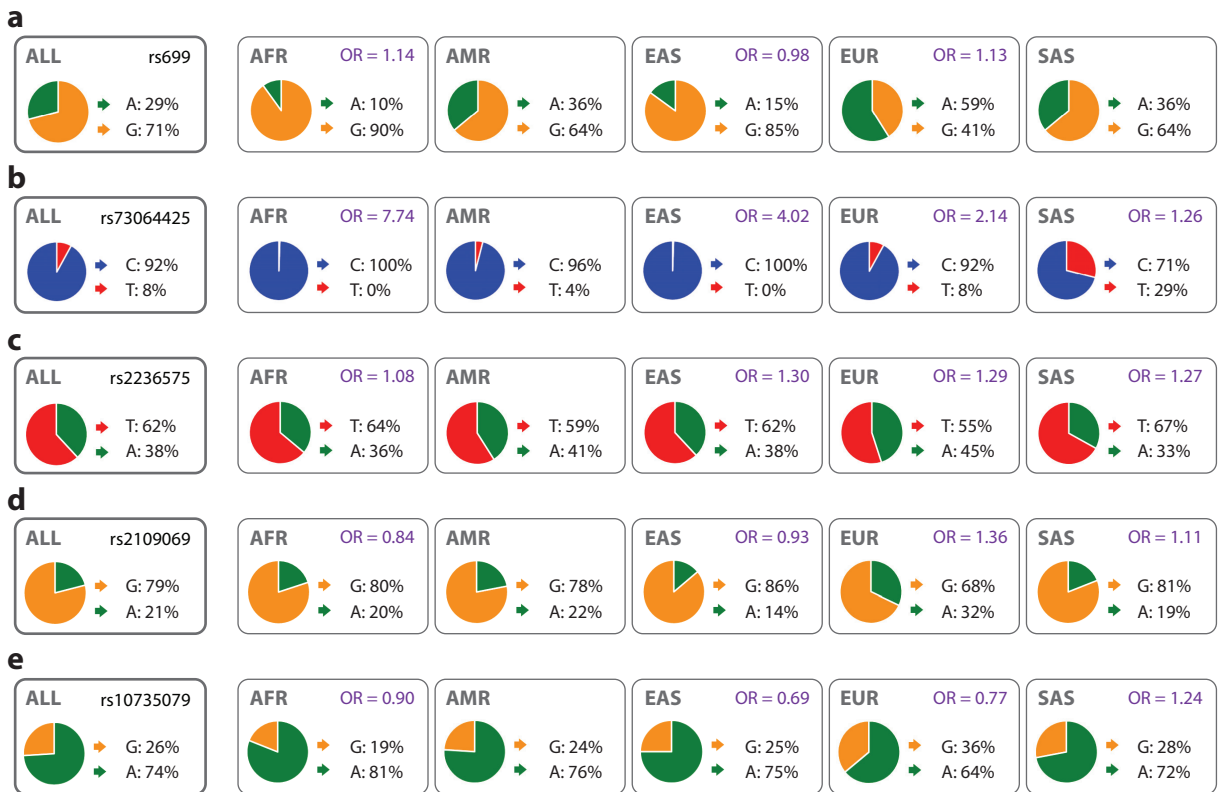 a
ALL rs699 AFR OR = 1.14 AMR EAS OR = 0.98 EUR OR = 1.13 SAS
A: 29% A: 10% A: 36% A: 15% A: 59% A: 36%
G: 71% G: 90% G: 64% G: 85% G: 41% G: 64%
b
ALL rs73064425 AFR OR = 7.74 AMR EAS OR = 4.02 EUR OR = 2.14 SAS OR = 1.26
C: 92% C: 100% C: 96% C: 100% C: 92% C: 71%
T: 8% T: 0% T: 4% T: 0% T: 8% T: 29%
c
ALL rs2236575 AFR OR = 1.08 AMR EAS OR = 1.30 EUR OR = 1.29 SAS OR = 1.27
T: 62% T: 64% T: 59% T: 62% T: 55% T: 67%
A: 38% A: 36% A: 41% A: 38% A: 45% A: 33%
d
ALL rs2109069 AFR OR = 0.84 AMR EAS OR = 0.93 EUR OR = 1.36 SAS OR = 1.11
G: 79% G: 80% G: 78% G: 86% G: 68% G: 81%
A: 21% A: 20% A: 22% A: 14% A: 32% A: 19%
e
ALL rs10735079 AFR OR = 0.90 AMR EAS OR = 0.69 EUR OR = 0.77 SAS OR = 1.24
G: 26% G: 19% G: 24% G: 25% G: 36% G: 28%
A: 74% A: 81% A: 76% A: 75% A: 64% A: 72%